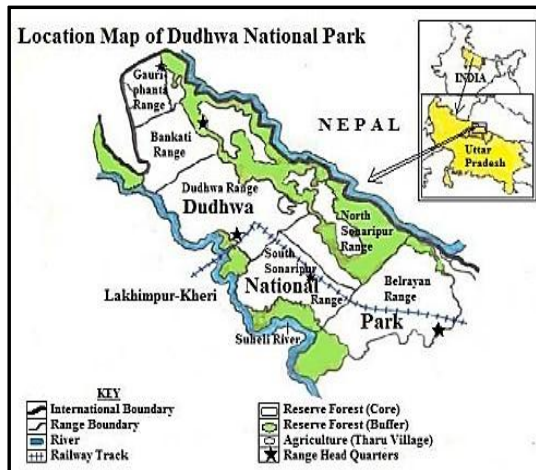 Location Map of Dudhwa National Park
INDIA
Uttar
Pradesh
NEPAL
Gauri
phanta
Range
Bankati
Range
Dudhwa Range
Dudhwa
North
Sonaripur
Range
South
Sonaripur
Range
National
Belrayan
Range
Park
Lakhimpur-Kheri
Suheli River
KEY
International Boundary
Range Boundary
River
Railway Track
Reserve Forest (Core)
Reserve Forest (Buffer)
Agriculture (Tharu Village)
Range Head Quarters